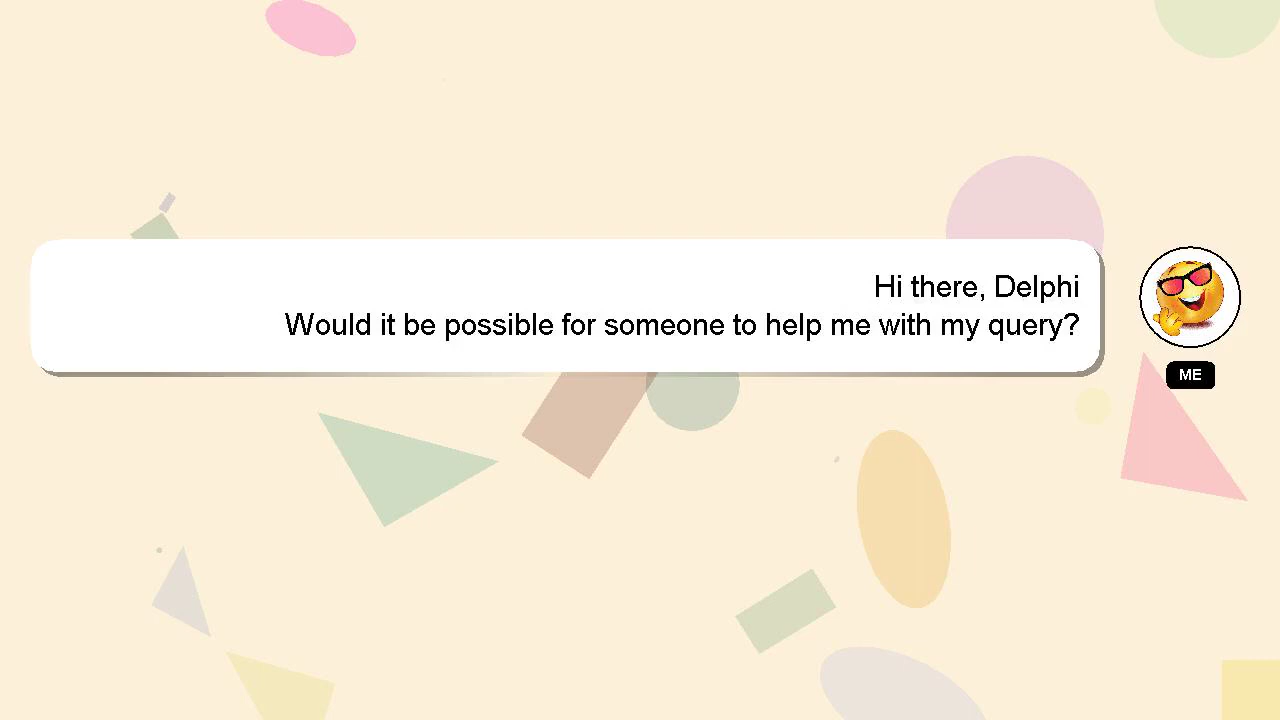 Hi there, Delphi
Would it be possible for someone to help me with my query?
ME